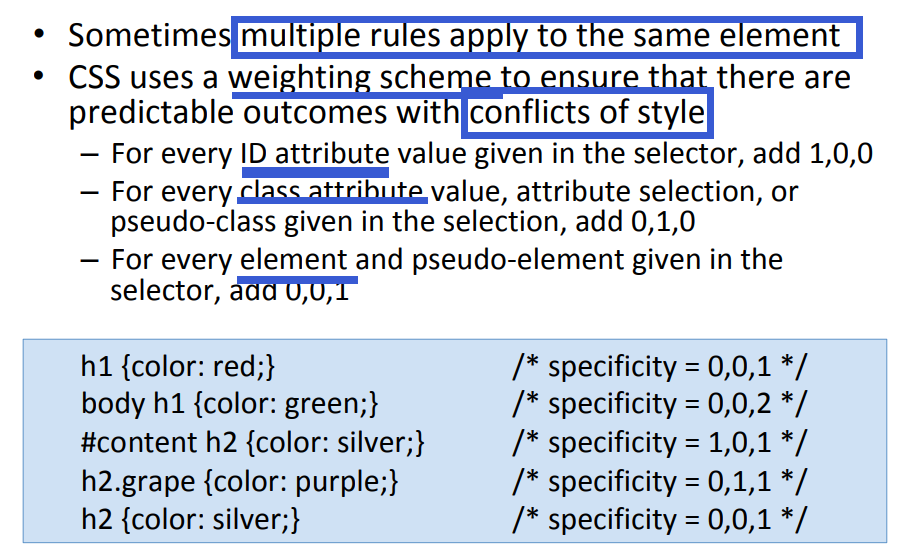 • Sometimes multiple rules apply to the same element
• CSS uses a weighting scheme to ensure that there are
predictable outcomes with conflicts of style
– For every ID attribute value given in the selector, add 1,0,0
– For every class attribute value, attribute selection, or
pseudo-class given in the selection, add 0,1,0
– For every element and pseudo-element given in the
selector, add 0,0,1
h1 {color: red;} /* specificity = 0,0,1 */
body h1 {color: green;} /* specificity = 0,0,2 */
#content h2 {color: silver;} /* specificity = 1,0,1 */
h2.grape {color: purple;} /* specificity = 0,1,1 */
h2 {color: silver;} /* specificity = 0,0,1 */